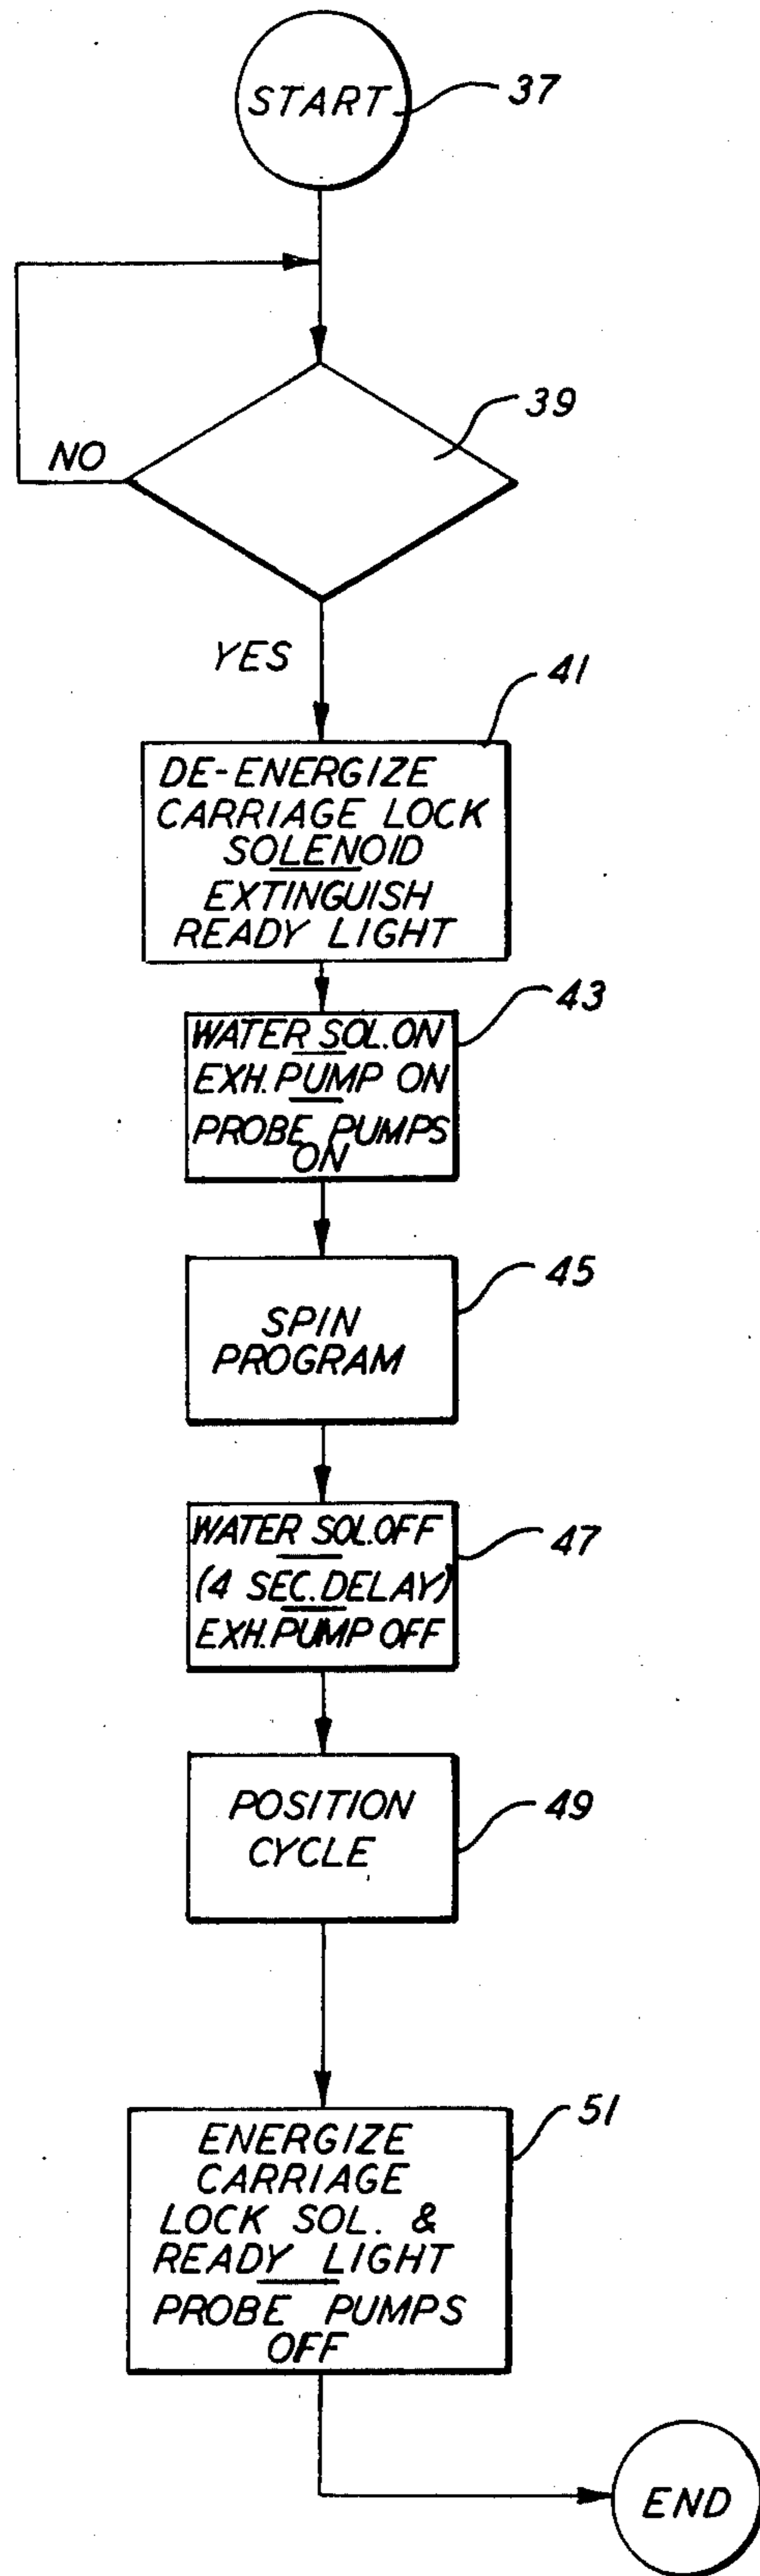 START
37
39
NO
YES
41
DE-ENERGIZE
CARRIAGE LOCK
SOLENOID
EXTINGUISH
READY LIGHT
43
WATER SOL. ON
EXH. PUMP ON
PROBE PUMPS
ON
45
SPIN
PROGRAM
47
WATER SOL. OFF
(4 SEC. DELAY)
EXH. PUMP OFF
49
POSITION
CYCLE
51
ENERGIZE
CARRIAGE
LOCK SOL. &
READY LIGHT
PROBE PUMPS
OFF
END